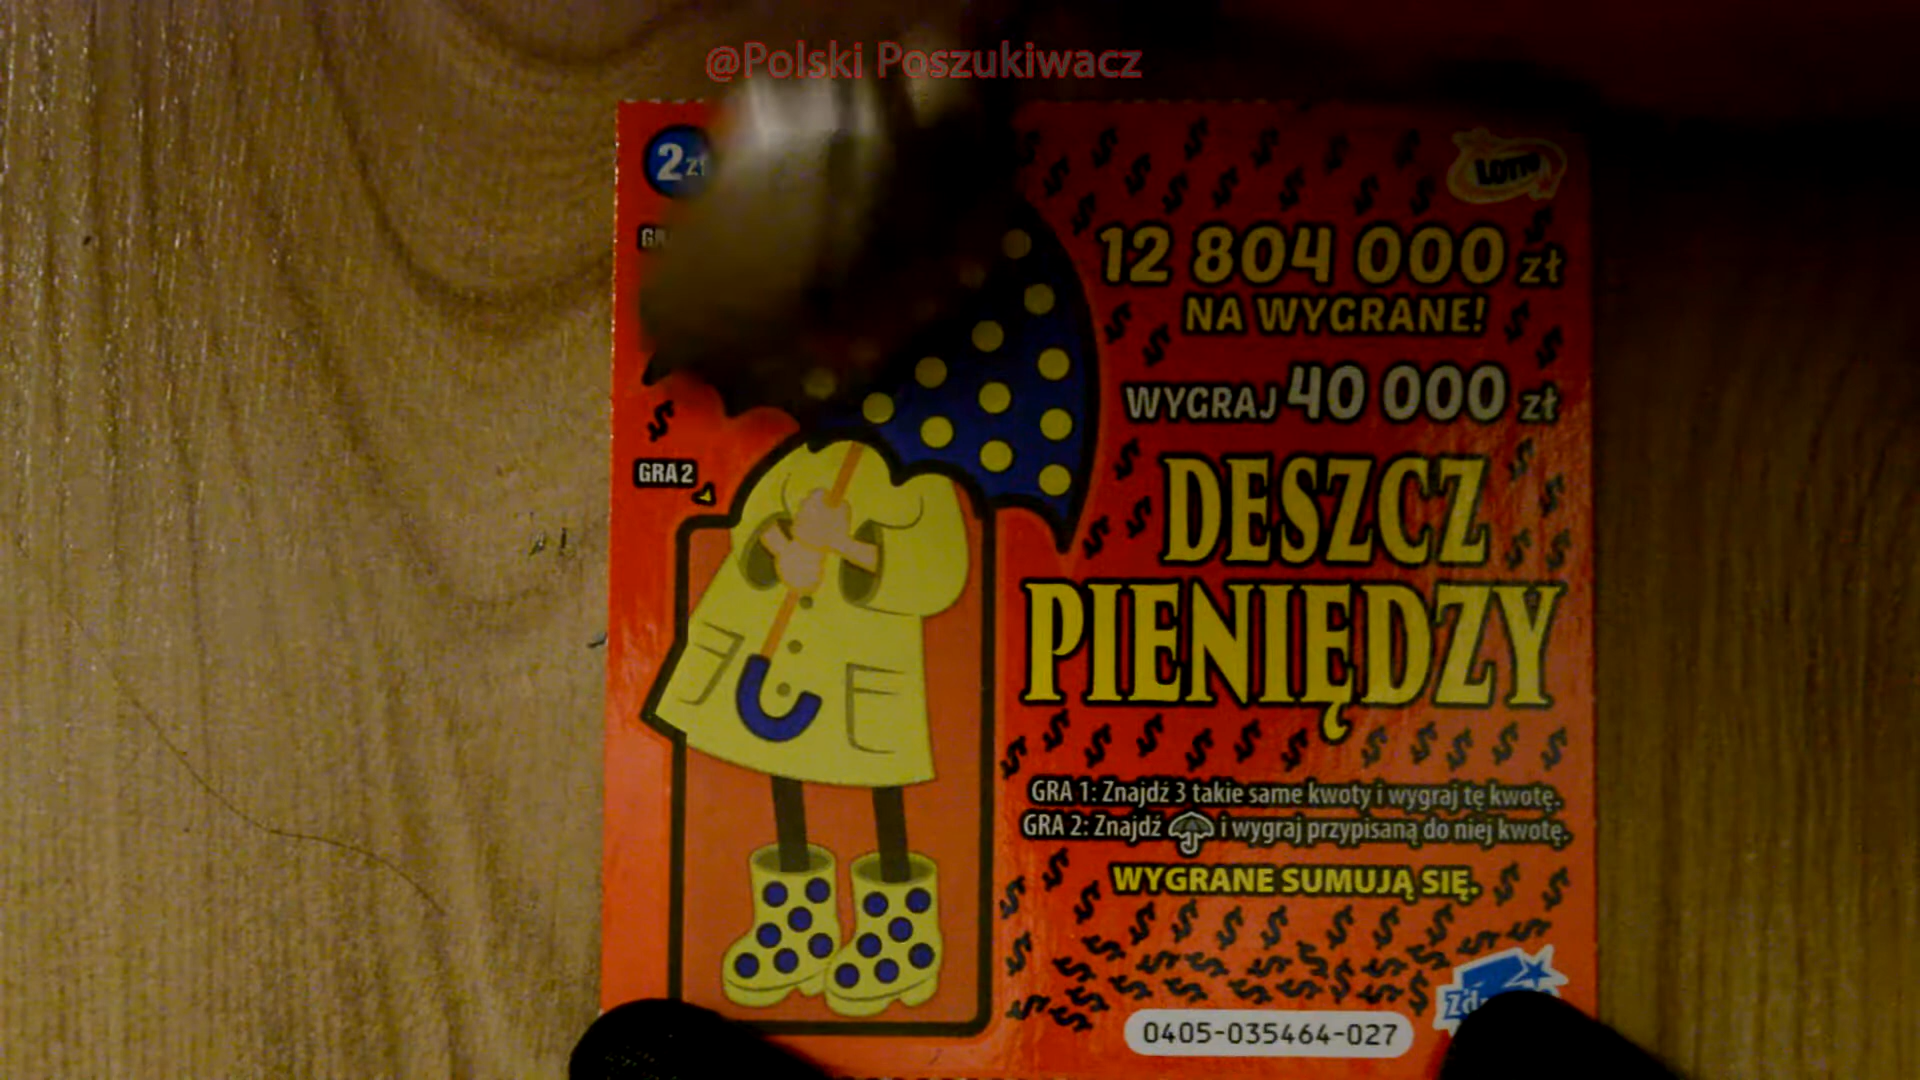 @Polski Poszukiwacz
2 zł
LOTTO
12 804 000 zł
NA WYGRANE!
WYGRAJ 40 000 zł
GRA 2
DESZCZ
PIENIĘDZY
GRA 1: Znajdź 3 takie same kwoty i wygraj tę kwotę.
GRA 2: Znajdź i wygraj przypisaną do niej kwotę.
WYGRANE SUMUJĄ SIĘ.
0405-035464-027